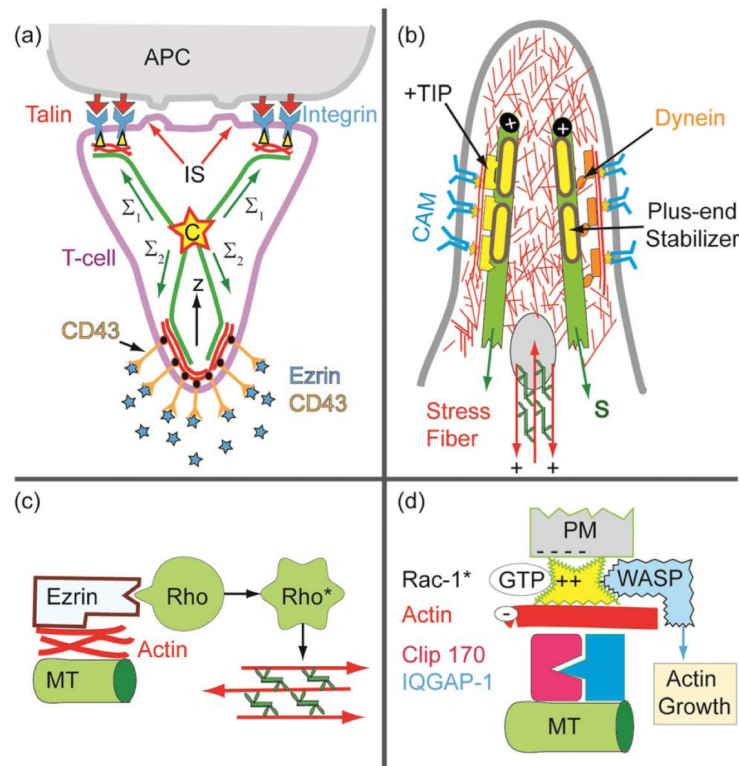 (a)
APC
Talin
Integrin
IS
Σ1
Σ1
C
Σ2
Σ2
T-cell
z
CD43
Ezrin
CD43
(b)
+TIP
+
+
Dynein
CAM
Plus-end
Stabilizer
Stress
Fiber
S
+ +
(c)
Ezrin
Rho
Rho*
Actin
MT
(d)
PM
- - - -
Rac-1*
GTP
++
WASP
Actin
-
Clip 170
IQGAP-1
Actin
Growth
MT